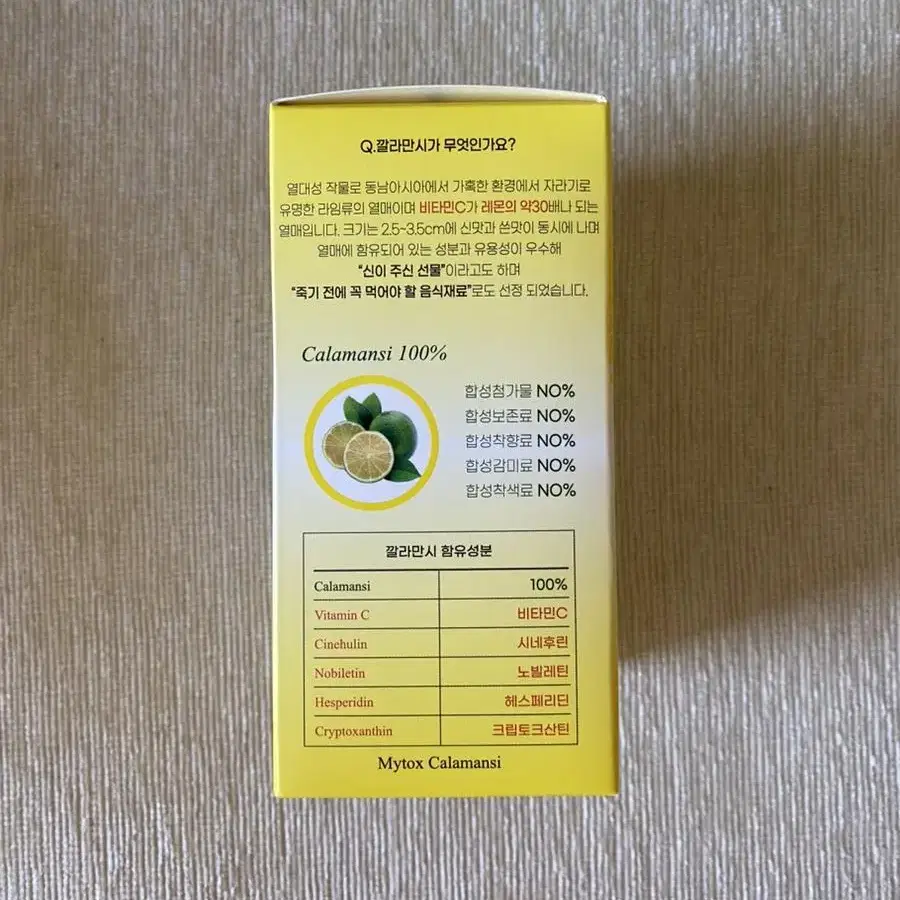 Q.깔라만시가 무엇인가요?
열대성 작물로 동남아시아에서 가혹한 환경에서 자라기로
유명한 라임류의 열매이며 비타민C가 레몬의 약30배나 되는
열매입니다. 크기는 2.5~3.5cm에 신맛과 쓴맛이 동시에 나며
열매에 함유되어 있는 성분과 유용성이 우수해
“신이 주신 선물”이라고도 하며
“죽기 전에 꼭 먹어야 할 음식재료”로도 선정 되었습니다.
Calamansi 100%
합성첨가물 NO%
합성보존료 NO%
합성착향료 NO%
합성감미료 NO%
합성착색료 NO%
깔라만시 함유성분
Calamansi 100%
Vitamin C 비타민C
Cinehulin 시네후린
Nobiletin 노빌레틴
Hesperidin 헤스페리딘
Cryptoxanthin 크립토크산틴
Mytox Calamansi